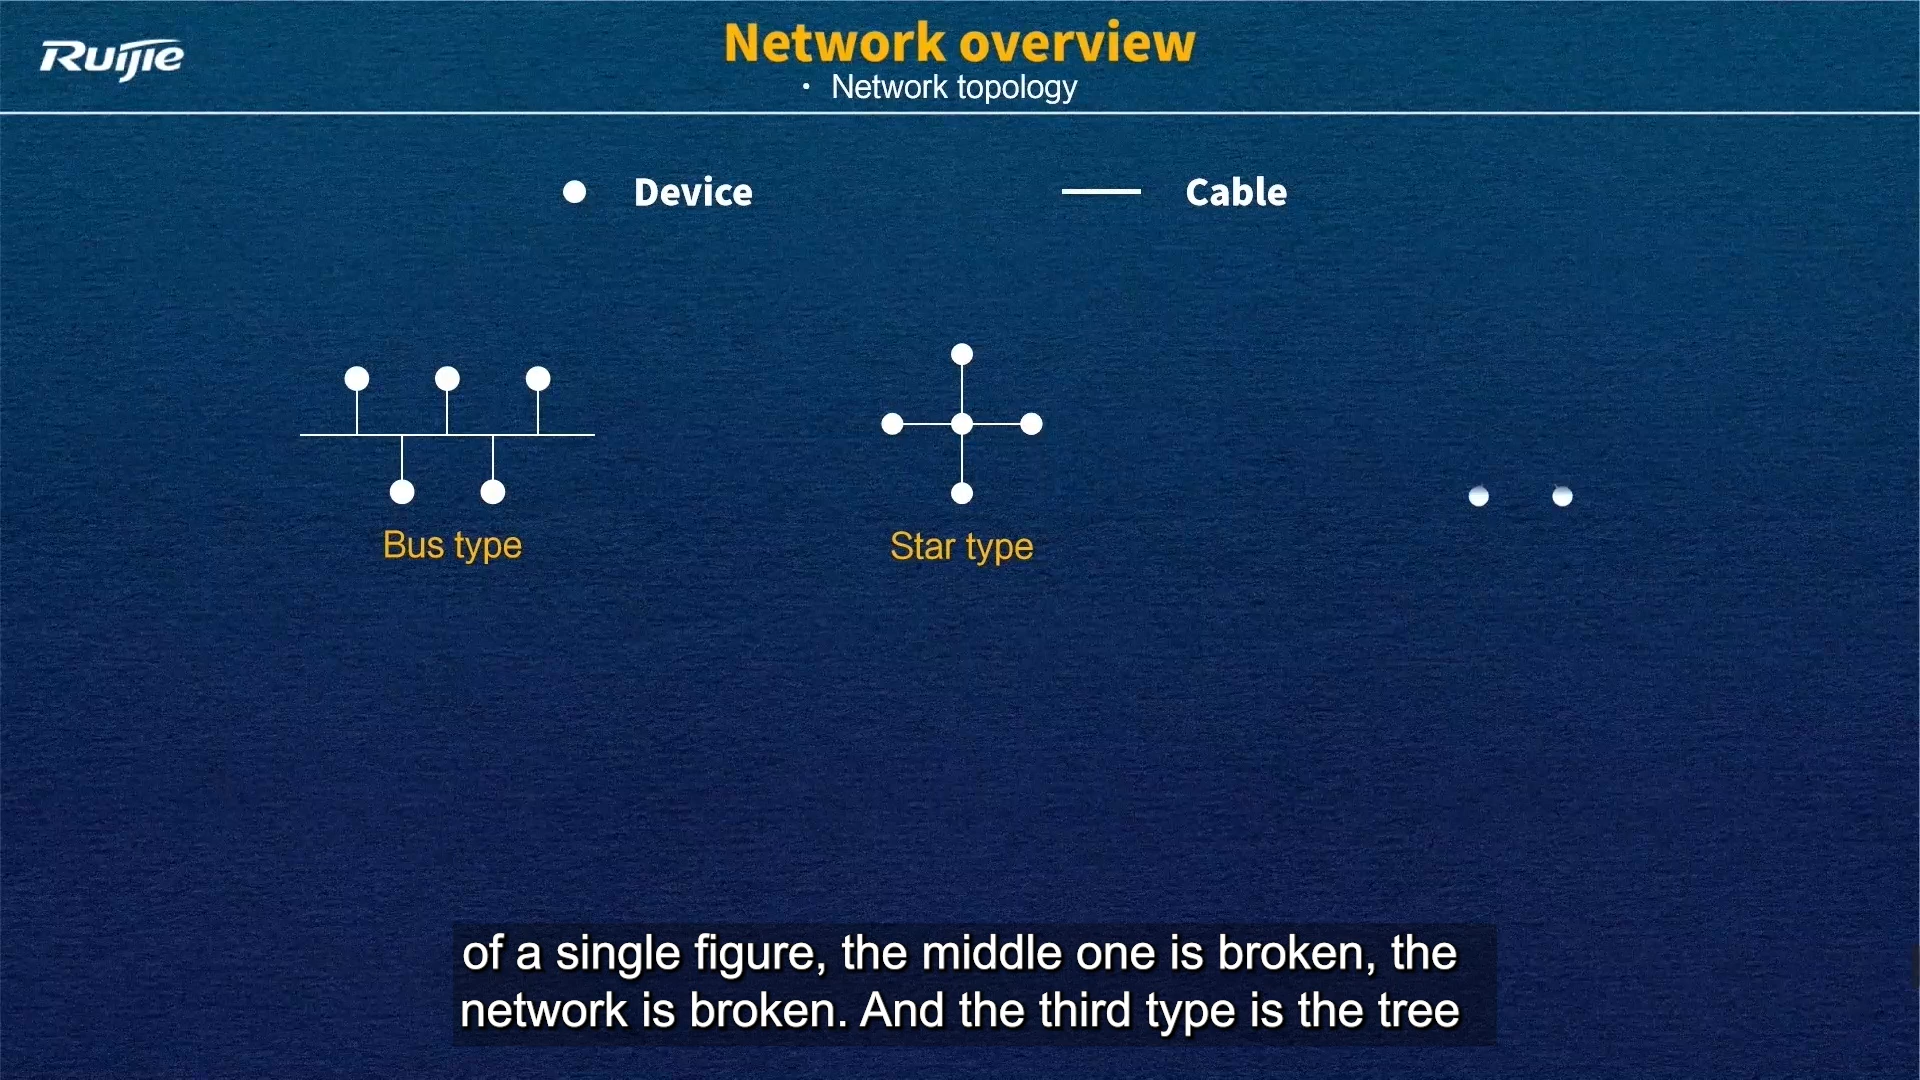 Ruijie
Network overview
• Network topology
Device
Cable
Bus type
Star type
of a single figure, the middle one is broken, the
network is broken. And the third type is the tree